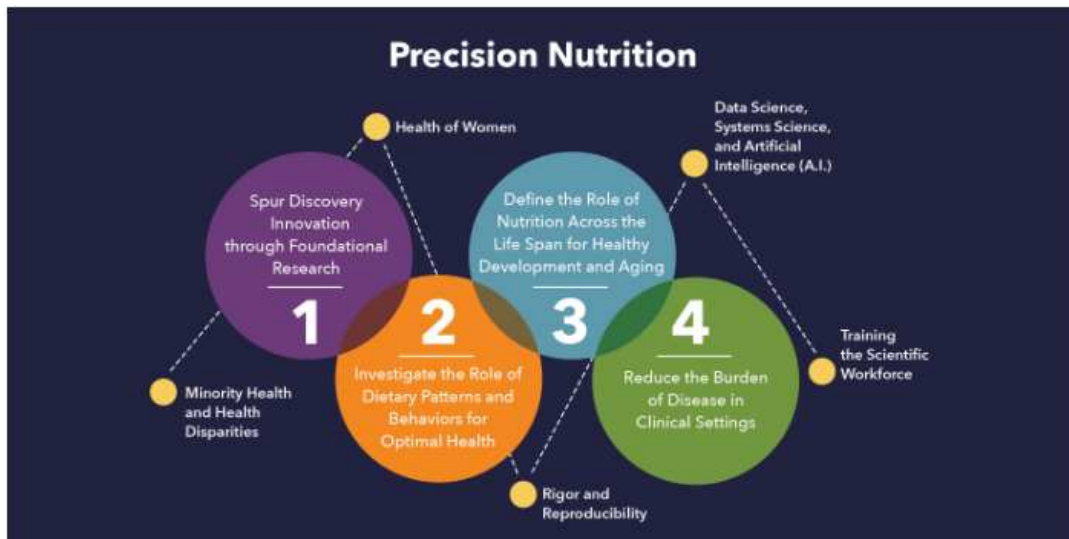 Precision Nutrition
Health of Women
Data Science,
Systems Science,
and Artificial
Intelligence (A.I.)
Spur Discovery
Innovation
through Foundational
Research
1
2
Investigate the Role of
Dietary Patterns and
Behaviors for
Optimal Health
Define the Role of
Nutrition Across the
Life Span for Healthy
Development and Aging
3
4
Reduce the Burden
of Disease in
Clinical Settings
Training
the Scientific
Workforce
Minority Health
and Health
Disparities
Rigor and
Reproducibility